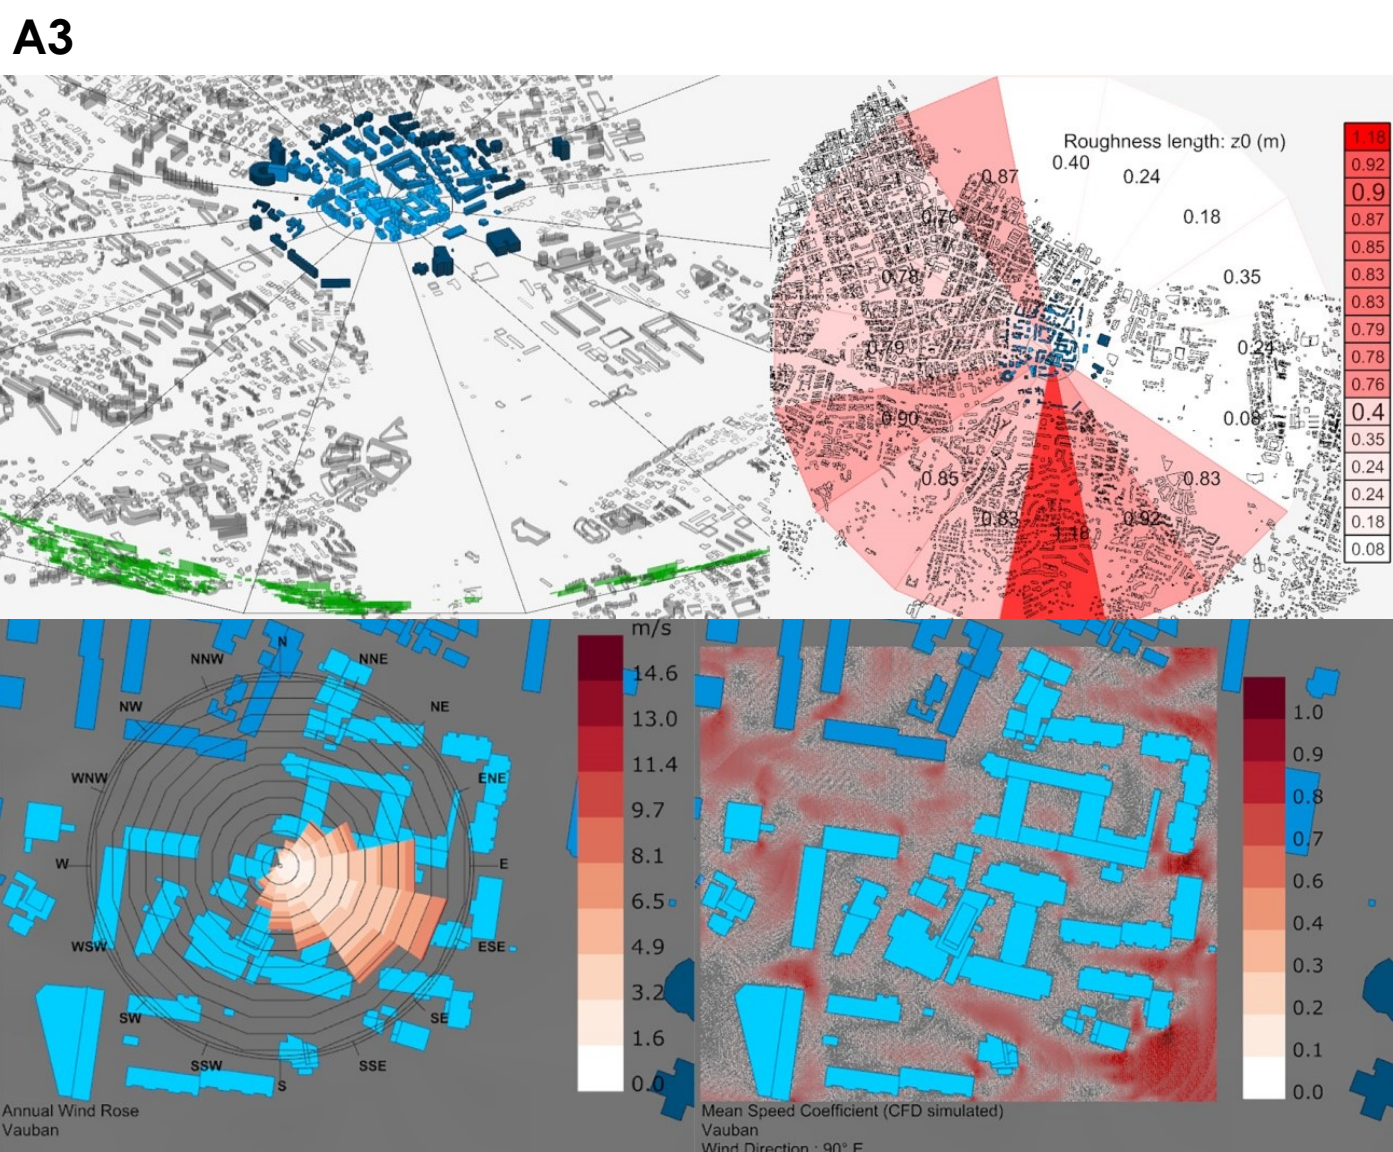 A3
Roughness length: z0 (m)
0.40
0.24
0.18
0.35
0.24
0.08
0.83
0.92
1.18
0.83
0.85
0.90
0.79
0.78
0.76
0.87
1.18
0.92
0.9
0.87
0.85
0.83
0.83
0.79
0.78
0.76
0.4
0.35
0.24
0.24
0.18
0.08
N
NNE
NE
ENE
E
ESE
SE
SSE
S
SSW
SW
WSW
W
WNW
NW
NNW
m/s
14.6
13.0
11.4
9.7
8.1
6.5
4.9
3.2
1.6
0.0
Annual Wind Rose
Vauban
1.0
0.9
0.8
0.7
0.6
0.4
0.3
0.2
0.1
0.0
Mean Speed Coefficient (CFD simulated)
Vauban
Wind Direction : 90° E